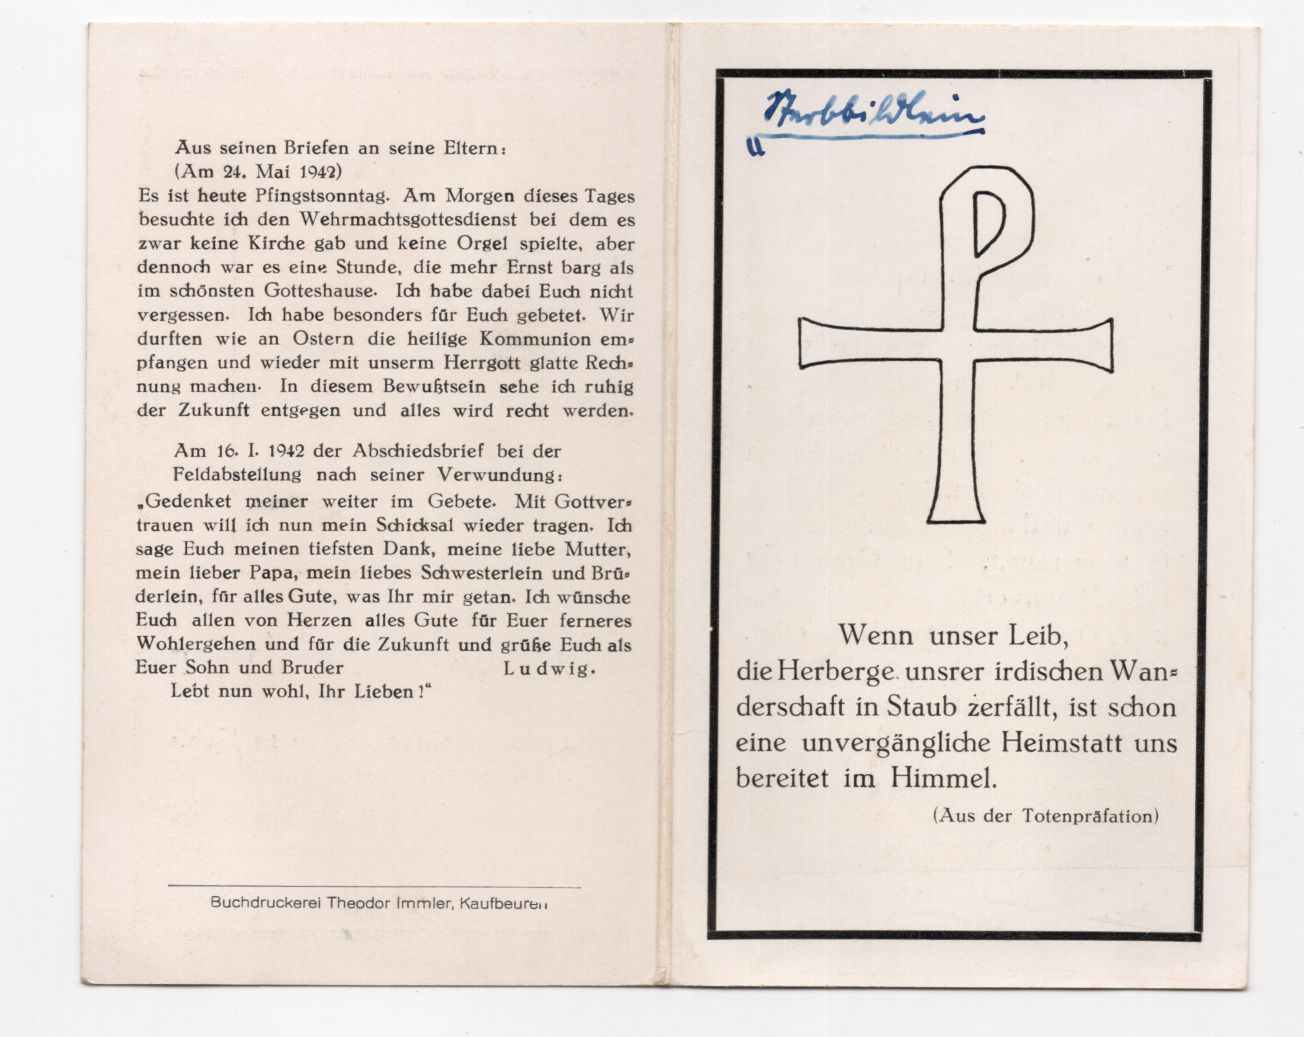 Aus seinen Briefen an seine Eltern:
(Am 24. Mai 1942)
Es ist heute Pfingstsonntag. Am Morgen dieses Tages
besuchte ich den Wehrmachtsgottesdienst bei dem es
zwar keine Kirche gab und keine Orgel spielte, aber
dennoch war es eine Stunde, die mehr Ernst barg als
im schönsten Gotteshause. Ich habe dabei Euch nicht
vergessen. Ich habe besonders für Euch gebetet. Wir
durften wie an Ostern die heilige Kommunion em-
pfangen und wieder mit unserm Herrgott glatte Rech-
nung machen. In diesem Bewußtsein sehe ich ruhig
der Zukunft entgegen und alles wird recht werden.
Am 16. I. 1942 der Abschiedsbrief bei der
Feldabstellung nach seiner Verwundung:
„Gedenket meiner weiter im Gebete. Mit Gottver-
trauen will ich nun mein Schicksal wieder tragen. Ich
sage Euch meinen tiefsten Dank, meine liebe Mutter,
mein lieber Papa, mein liebes Schwesterlein und Brü-
derlein, für alles Gute, was Ihr mir getan. Ich wünsche
Euch allen von Herzen alles Gute für Euer ferneres
Wohlergehen und für die Zukunft und grüße Euch als
Euer Sohn und Bruder Ludwig.
Lebt nun wohl, Ihr Lieben!“
Buchdruckerei Theodor Immler, Kaufbeuren
„Sterbbildlein
Wenn unser Leib,
die Herberge unsrer irdischen Wan-
derschaft in Staub zerfällt, ist schon
eine unvergängliche Heimstatt uns
bereitet im Himmel.
(Aus der Totenpräfation)